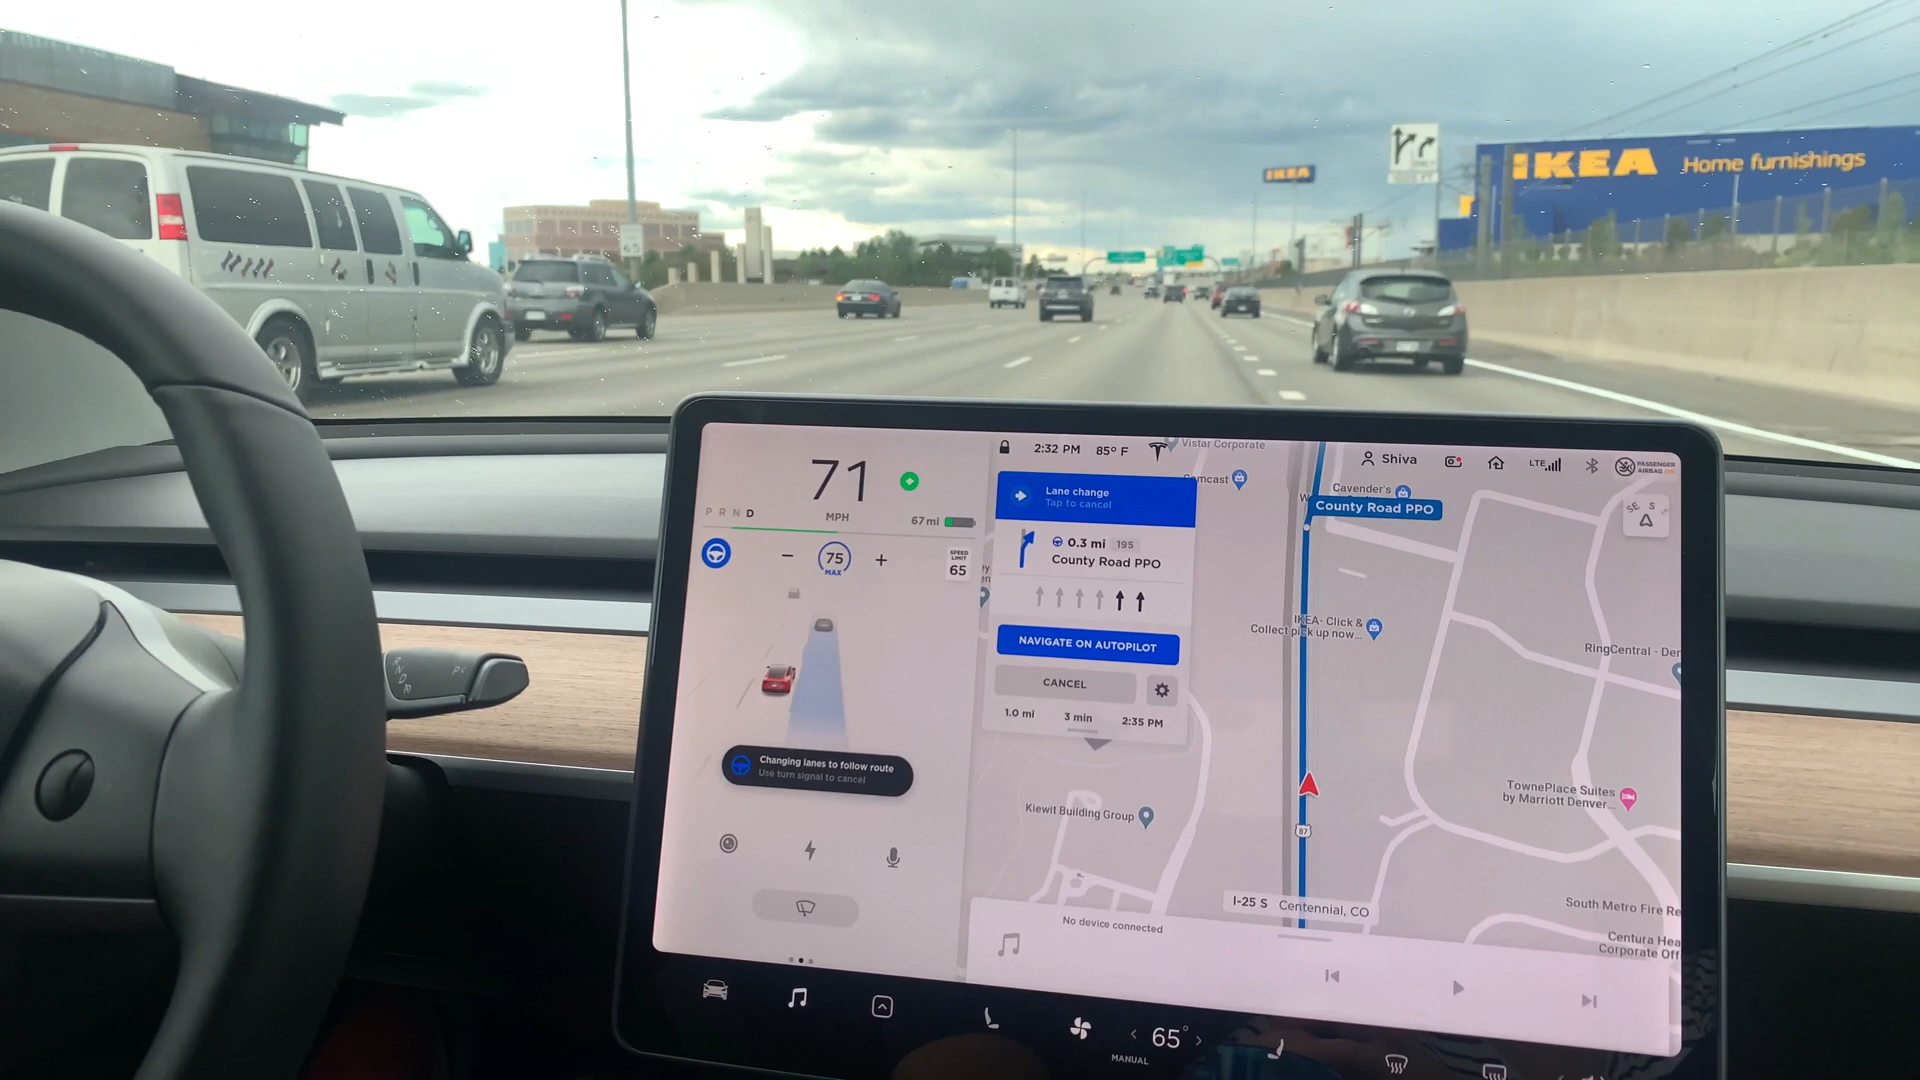 IKEA
IKEA Home furnishings
ONLY
65
71
MPH
P R N D
67 mi
75
MAX
SPEED
LIMIT
65
Changing lanes to follow route
Use turn signal to cancel
2:32 PM 85° F
Vistar Corporate
Comcast
Shiva
LTE
PASSENGER
AIRBAG
Lane change
Tap to cancel
0.3 mi 195
County Road PPO
NAVIGATE ON AUTOPILOT
CANCEL
1.0 mi 3 min 2:35 PM
Cavender's
County Road PPO
SE S
IKEA- Click &
Collect pick up now...
RingCentral - Den
TownePlace Suites
by Marriott Denver...
Kiewit Building Group
87
I-25 S Centennial, CO
South Metro Fire Re
Centura Hea
Corporate Off
No device connected
R
N
D
P
65°
MANUAL